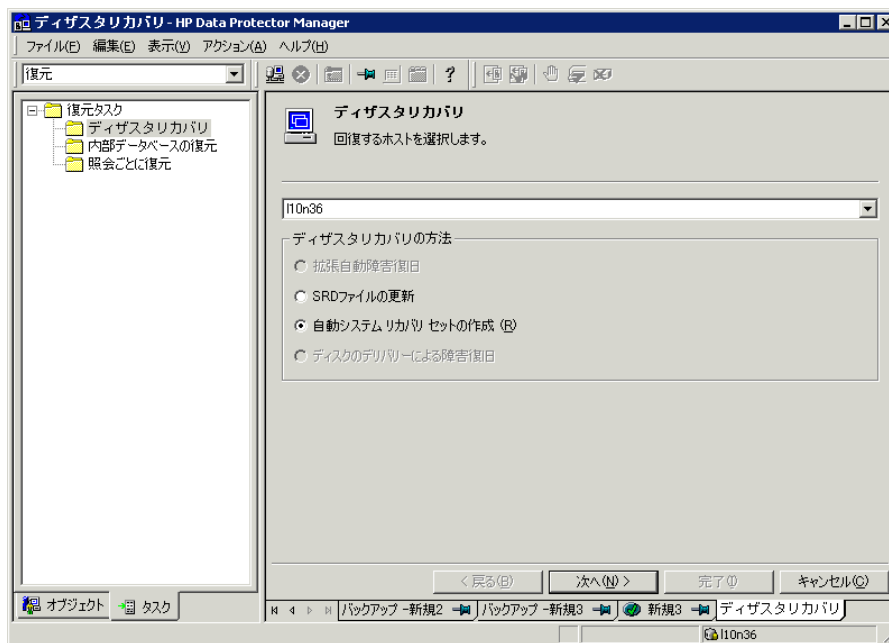 ディザスタリカバリ - HP Data Protector Manager
ファイル(F) 編集(E) 表示(V) アクション(A) ヘルプ(H)
復元
復元タスク
ディザスタリカバリ
内部データベースの復元
照会ごとに復元
ディザスタリカバリ
回復するホストを選択します。
l10n36
ディザスタリカバリの方法
拡張自動障害復旧
SRDファイルの更新
自動システム リカバリ セットの作成 (R)
ディスクのデリバリーによる障害復旧
< 戻る(B) 次へ(N) > 完了(I) キャンセル(C)
オブジェクト タスク
バックアップ -新規2 バックアップ -新規3 新規3 ディザスタリカバリ
l10n36